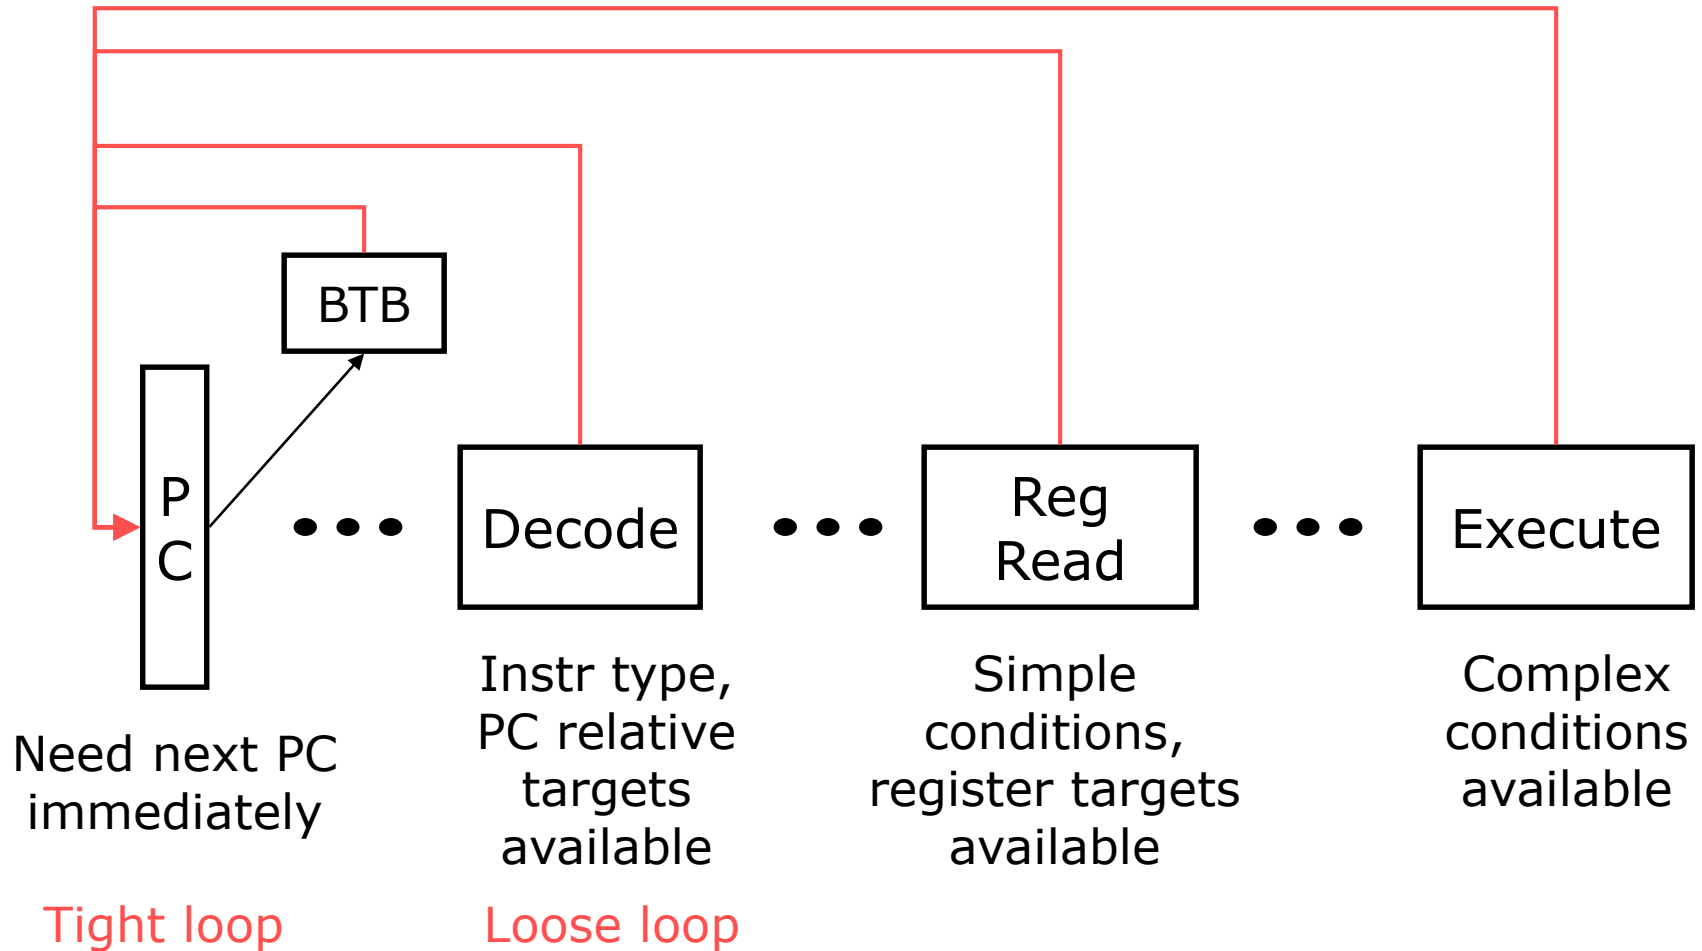 BTB
P
C
Decode
Reg
Read
Execute
Need next PC
immediately
Instr type,
PC relative
targets
available
Simple
conditions,
register targets
available
Complex
conditions
available
Tight loop
Loose loop